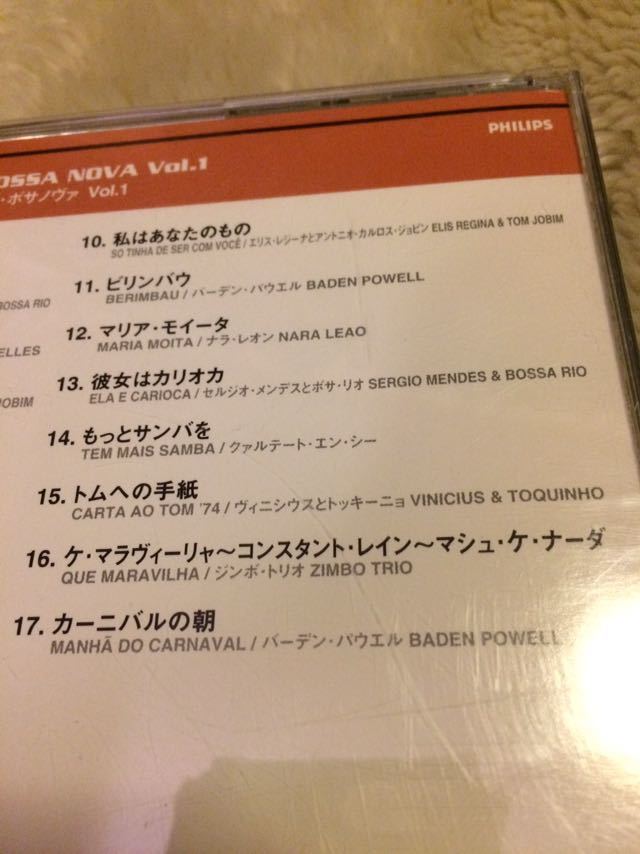 PHILIPS
OSSA NOVA Vol.1
・ボサノヴァ Vol.1
10. 私はあなたのもの
SO TINHA DE SER COM VOCÊ / エリス・レジーナとアントニオ・カルロス・ジョビン ELIS REGINA & TOM JOBIM
11. ビリンバウ
BERIMBAU / バーデン・パウエル BADEN POWELL
OSSA RIO
12. マリア・モイータ
MARIA MOITA / ナラ・レオン NARA LEAO
ELLES
13. 彼女はカリオカ
ELA E CARIOCA / セルジオ・メンデスとボサ・リオ SERGIO MENDES & BOSSA RIO
JOBIM
14. もっとサンバを
TEM MAIS SAMBA / クァルテート・エン・シー
15. トムへの手紙
CARTA AO TOM '74 / ヴィニシウスとトッキーニョ VINICIUS & TOQUINHO
16. ケ・マラヴィーリャ〜コンスタント・レイン〜マシュ・ケ・ナーダ
QUE MARAVILHA / ジンボ・トリオ ZIMBO TRIO
17. カーニバルの朝
MANHÃ DO CARNAVAL / バーデン・パウエル BADEN POWELL